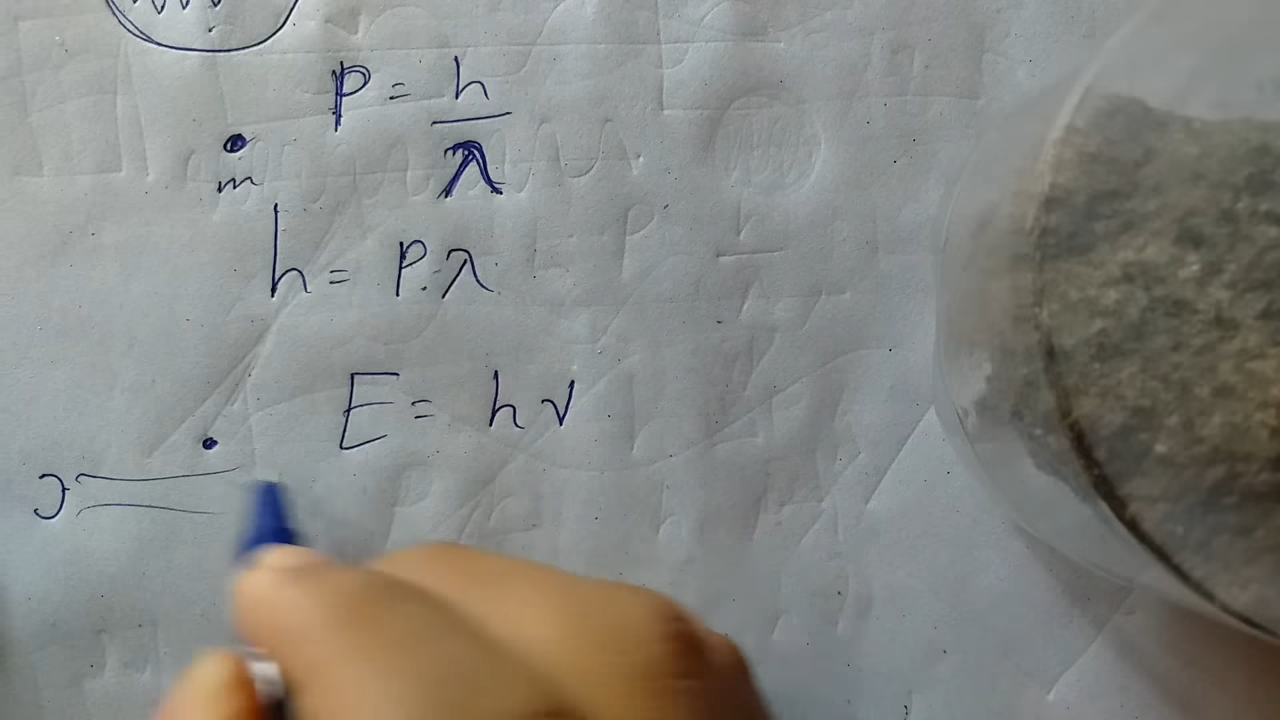 p = h/λ
m
h = p.λ
E = hν